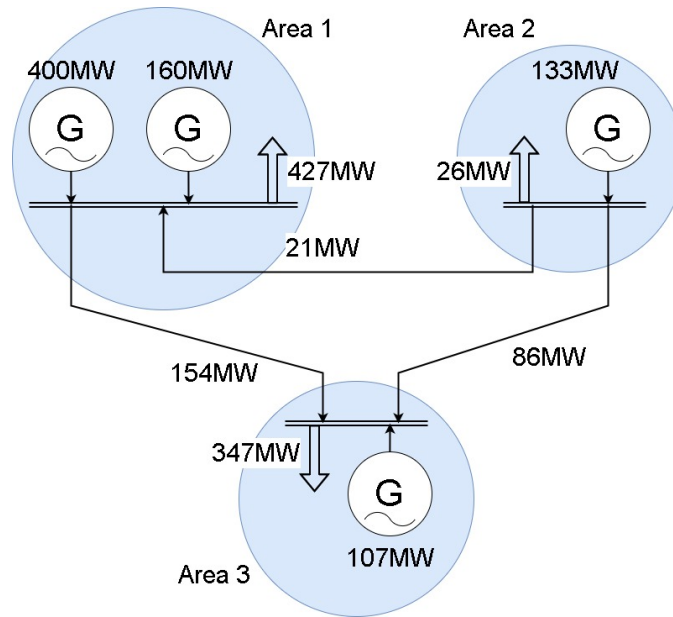 Area 1
Area 2
400MW
160MW
133MW
G
G
G
427MW
26MW
21MW
154MW
86MW
347MW
G
107MW
Area 3